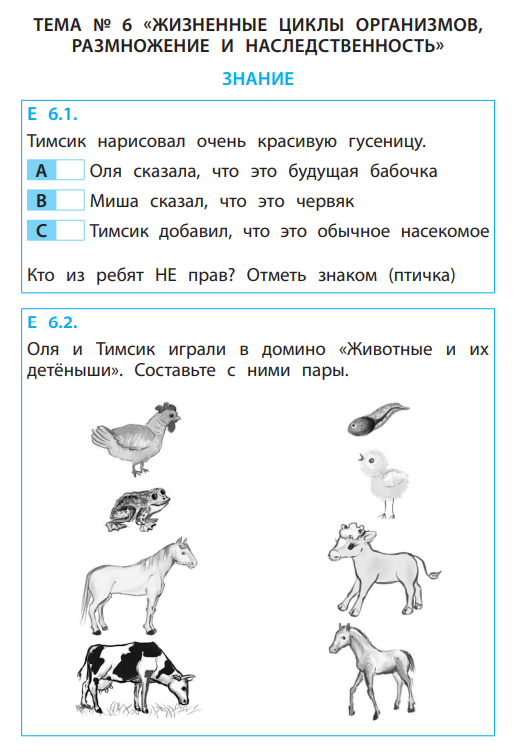 ТЕМА № 6 «ЖИЗНЕННЫЕ ЦИКЛЫ ОРГАНИЗМОВ,
РАЗМНОЖЕНИЕ И НАСЛЕДСТВЕННОСТЬ»
ЗНАНИЕ
Е 6.1.
Тимсик нарисовал очень красивую гусеницу.
A Оля сказала, что это будущая бабочка
B Миша сказал, что это червяк
C Тимсик добавил, что это обычное насекомое
Кто из ребят НЕ прав? Отметь знаком (птичка)
Е 6.2.
Оля и Тимсик играли в домино «Животные и их
детёныши». Составьте с ними пары.